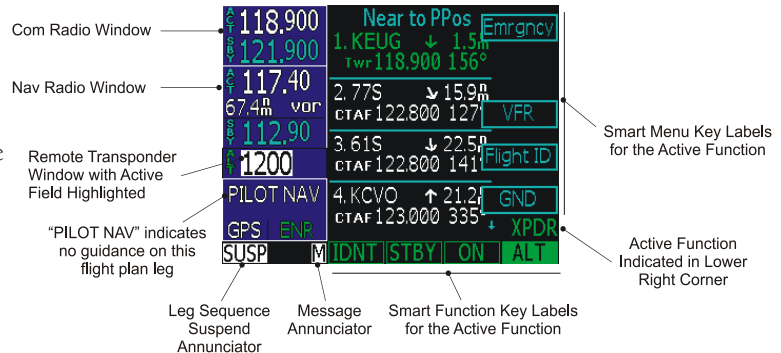 Com Radio Window
Nav Radio Window
e
Remote Transponder
Window with Active
Field Highlighted
"PILOT NAV" indicates
no guidance on this
flight plan leg
ACT 118.900
SBY 121.900
ACT 117.40
67.4nm vor
SBY 112.90
ALT 1200
PILOT NAV
GPS ENR
SUSP M
Near to PPos
1. KEUG ↓ 1.5nm
Twr 118.900 156°
2. 77S ↘ 15.9nm
CTAF 122.800 127°
3. 61S ↓ 22.5nm
CTAF 122.800 141°
4. KCVO ↑ 21.2nm
CTAF 123.000 335°
Emrgncy
VFR
Flight ID
GND
↓ XPDR
IDNT STBY ON ALT
Smart Menu Key Labels
for the Active Function
Active Function
Indicated in Lower
Right Corner
Leg Sequence
Suspend
Annunciator
Message
Annunciator
Smart Function Key Labels
for the Active Function